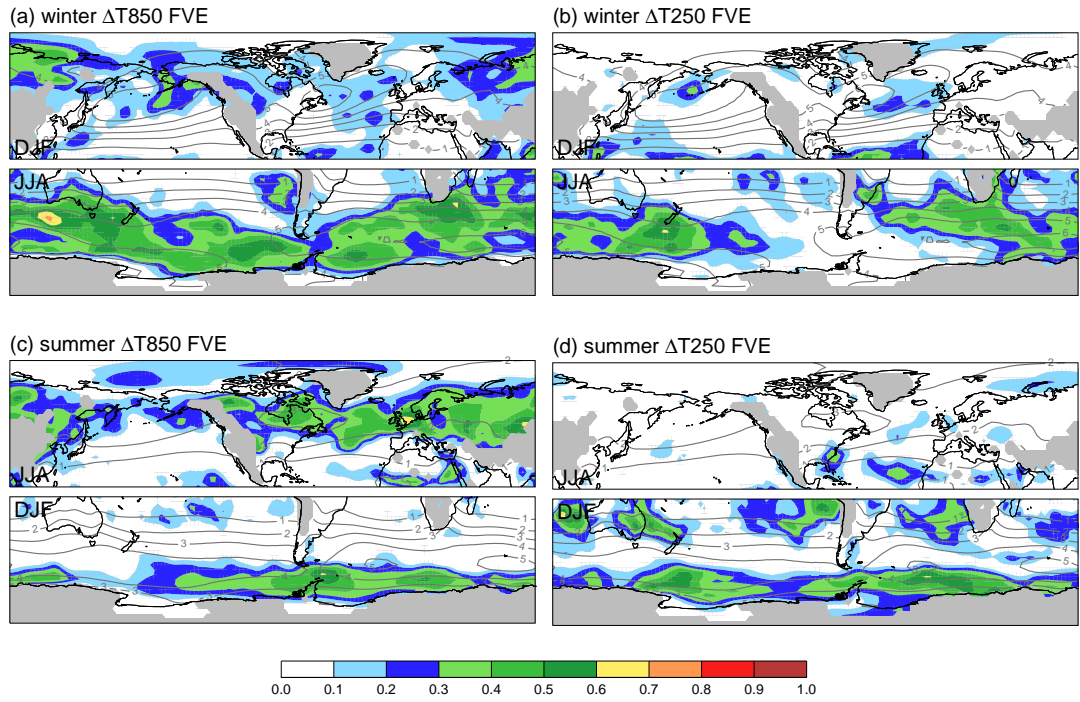 (a) winter ΔT850 FVE
(b) winter ΔT250 FVE
DJF
DJF
JJA
JJA
(c) summer ΔT850 FVE
(d) summer ΔT250 FVE
JJA
JJA
DJF
DJF
0.0 0.1 0.2 0.3 0.4 0.5 0.6 0.7 0.8 0.9 1.0